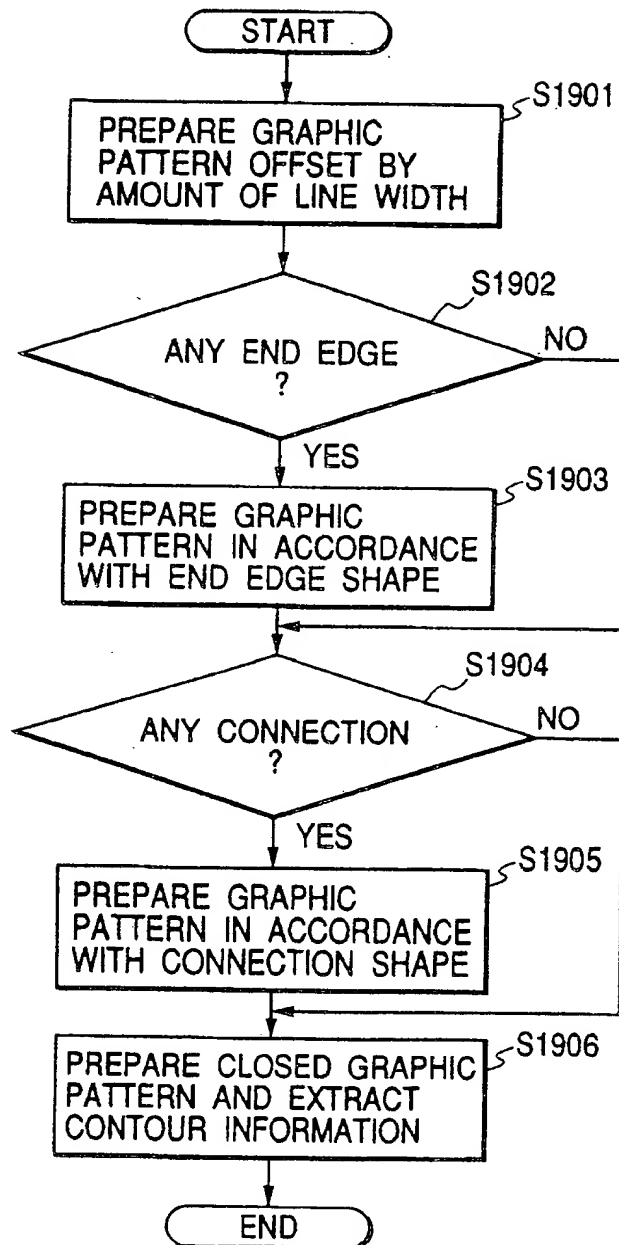 START
S1901
PREPARE GRAPHIC
PATTERN OFFSET BY
AMOUNT OF LINE WIDTH
S1902
ANY END EDGE
?
NO
YES
S1903
PREPARE GRAPHIC
PATTERN IN ACCORDANCE
WITH END EDGE SHAPE
S1904
ANY CONNECTION
?
NO
YES
S1905
PREPARE GRAPHIC
PATTERN IN ACCORDANCE
WITH CONNECTION SHAPE
S1906
PREPARE CLOSED GRAPHIC
PATTERN AND EXTRACT
CONTOUR INFORMATION
END